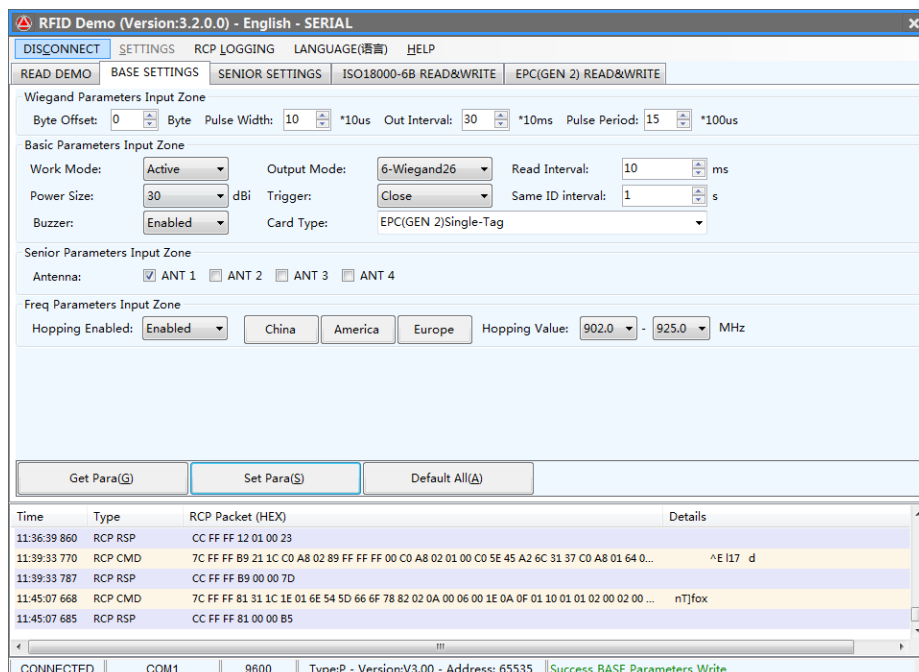 RFID Demo (Version:3.2.0.0) - English - SERIAL
DISCONNECT SETTINGS RCP LOGGING LANGUAGE(语言) HELP
READ DEMO BASE SETTINGS SENIOR SETTINGS ISO18000-6B READ&WRITE EPC(GEN 2) READ&WRITE
Wiegand Parameters Input Zone
Byte Offset: 0 Byte Pulse Width: 10 *10us Out Interval: 30 *10ms Pulse Period: 15 *100us
Basic Parameters Input Zone
Work Mode: Active Output Mode: 6-Wiegand26 Read Interval: 10 ms
Power Size: 30 dBi Trigger: Close Same ID interval: 1 s
Buzzer: Enabled Card Type: EPC(GEN 2)Single-Tag
Senior Parameters Input Zone
Antenna: ANT 1 ANT 2 ANT 3 ANT 4
Freq Parameters Input Zone
Hopping Enabled: Enabled China America Europe Hopping Value: 902.0 - 925.0 MHz
Get Para(G) Set Para(S) Default All(A)
Time Type RCP Packet (HEX) Details
11:36:39 860 RCP RSP CC FF FF 12 01 00 23
11:39:33 770 RCP CMD 7C FF FF B9 21 1C C0 A8 02 89 FF FF FF 00 C0 A8 02 01 00 C0 5E 45 A2 6C 31 37 C0 A8 01 64 0... ^E l17 d
11:39:33 787 RCP RSP CC FF FF B9 00 00 7D
11:45:07 668 RCP CMD 7C FF FF 81 31 1C 1E 01 6E 54 5D 66 6F 78 82 02 0A 00 06 00 1E 0A 0F 01 10 01 01 02 00 02 00 ... nT]fox
11:45:07 685 RCP RSP CC FF FF 81 00 00 B5
CONNECTED COM1 9600 Type:P - Version:V3.00 - Address: 65535 Success BASE Parameters Write